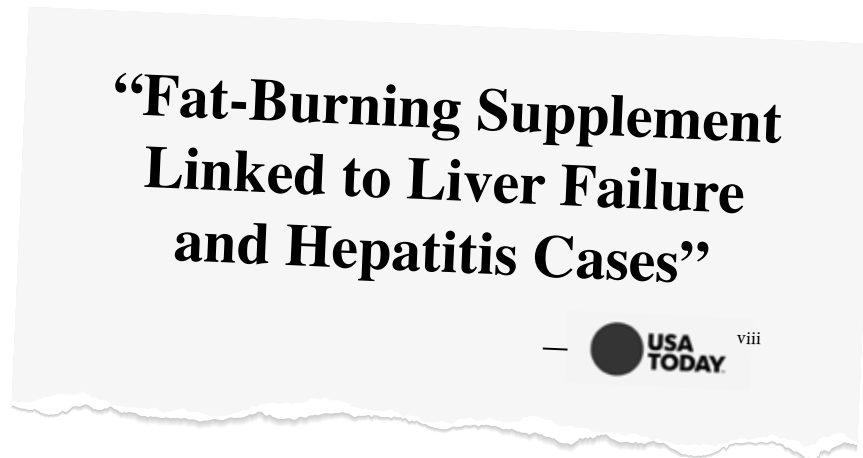 “Fat-Burning Supplement
Linked to Liver Failure
and Hepatitis Cases”
— USA TODAY viii